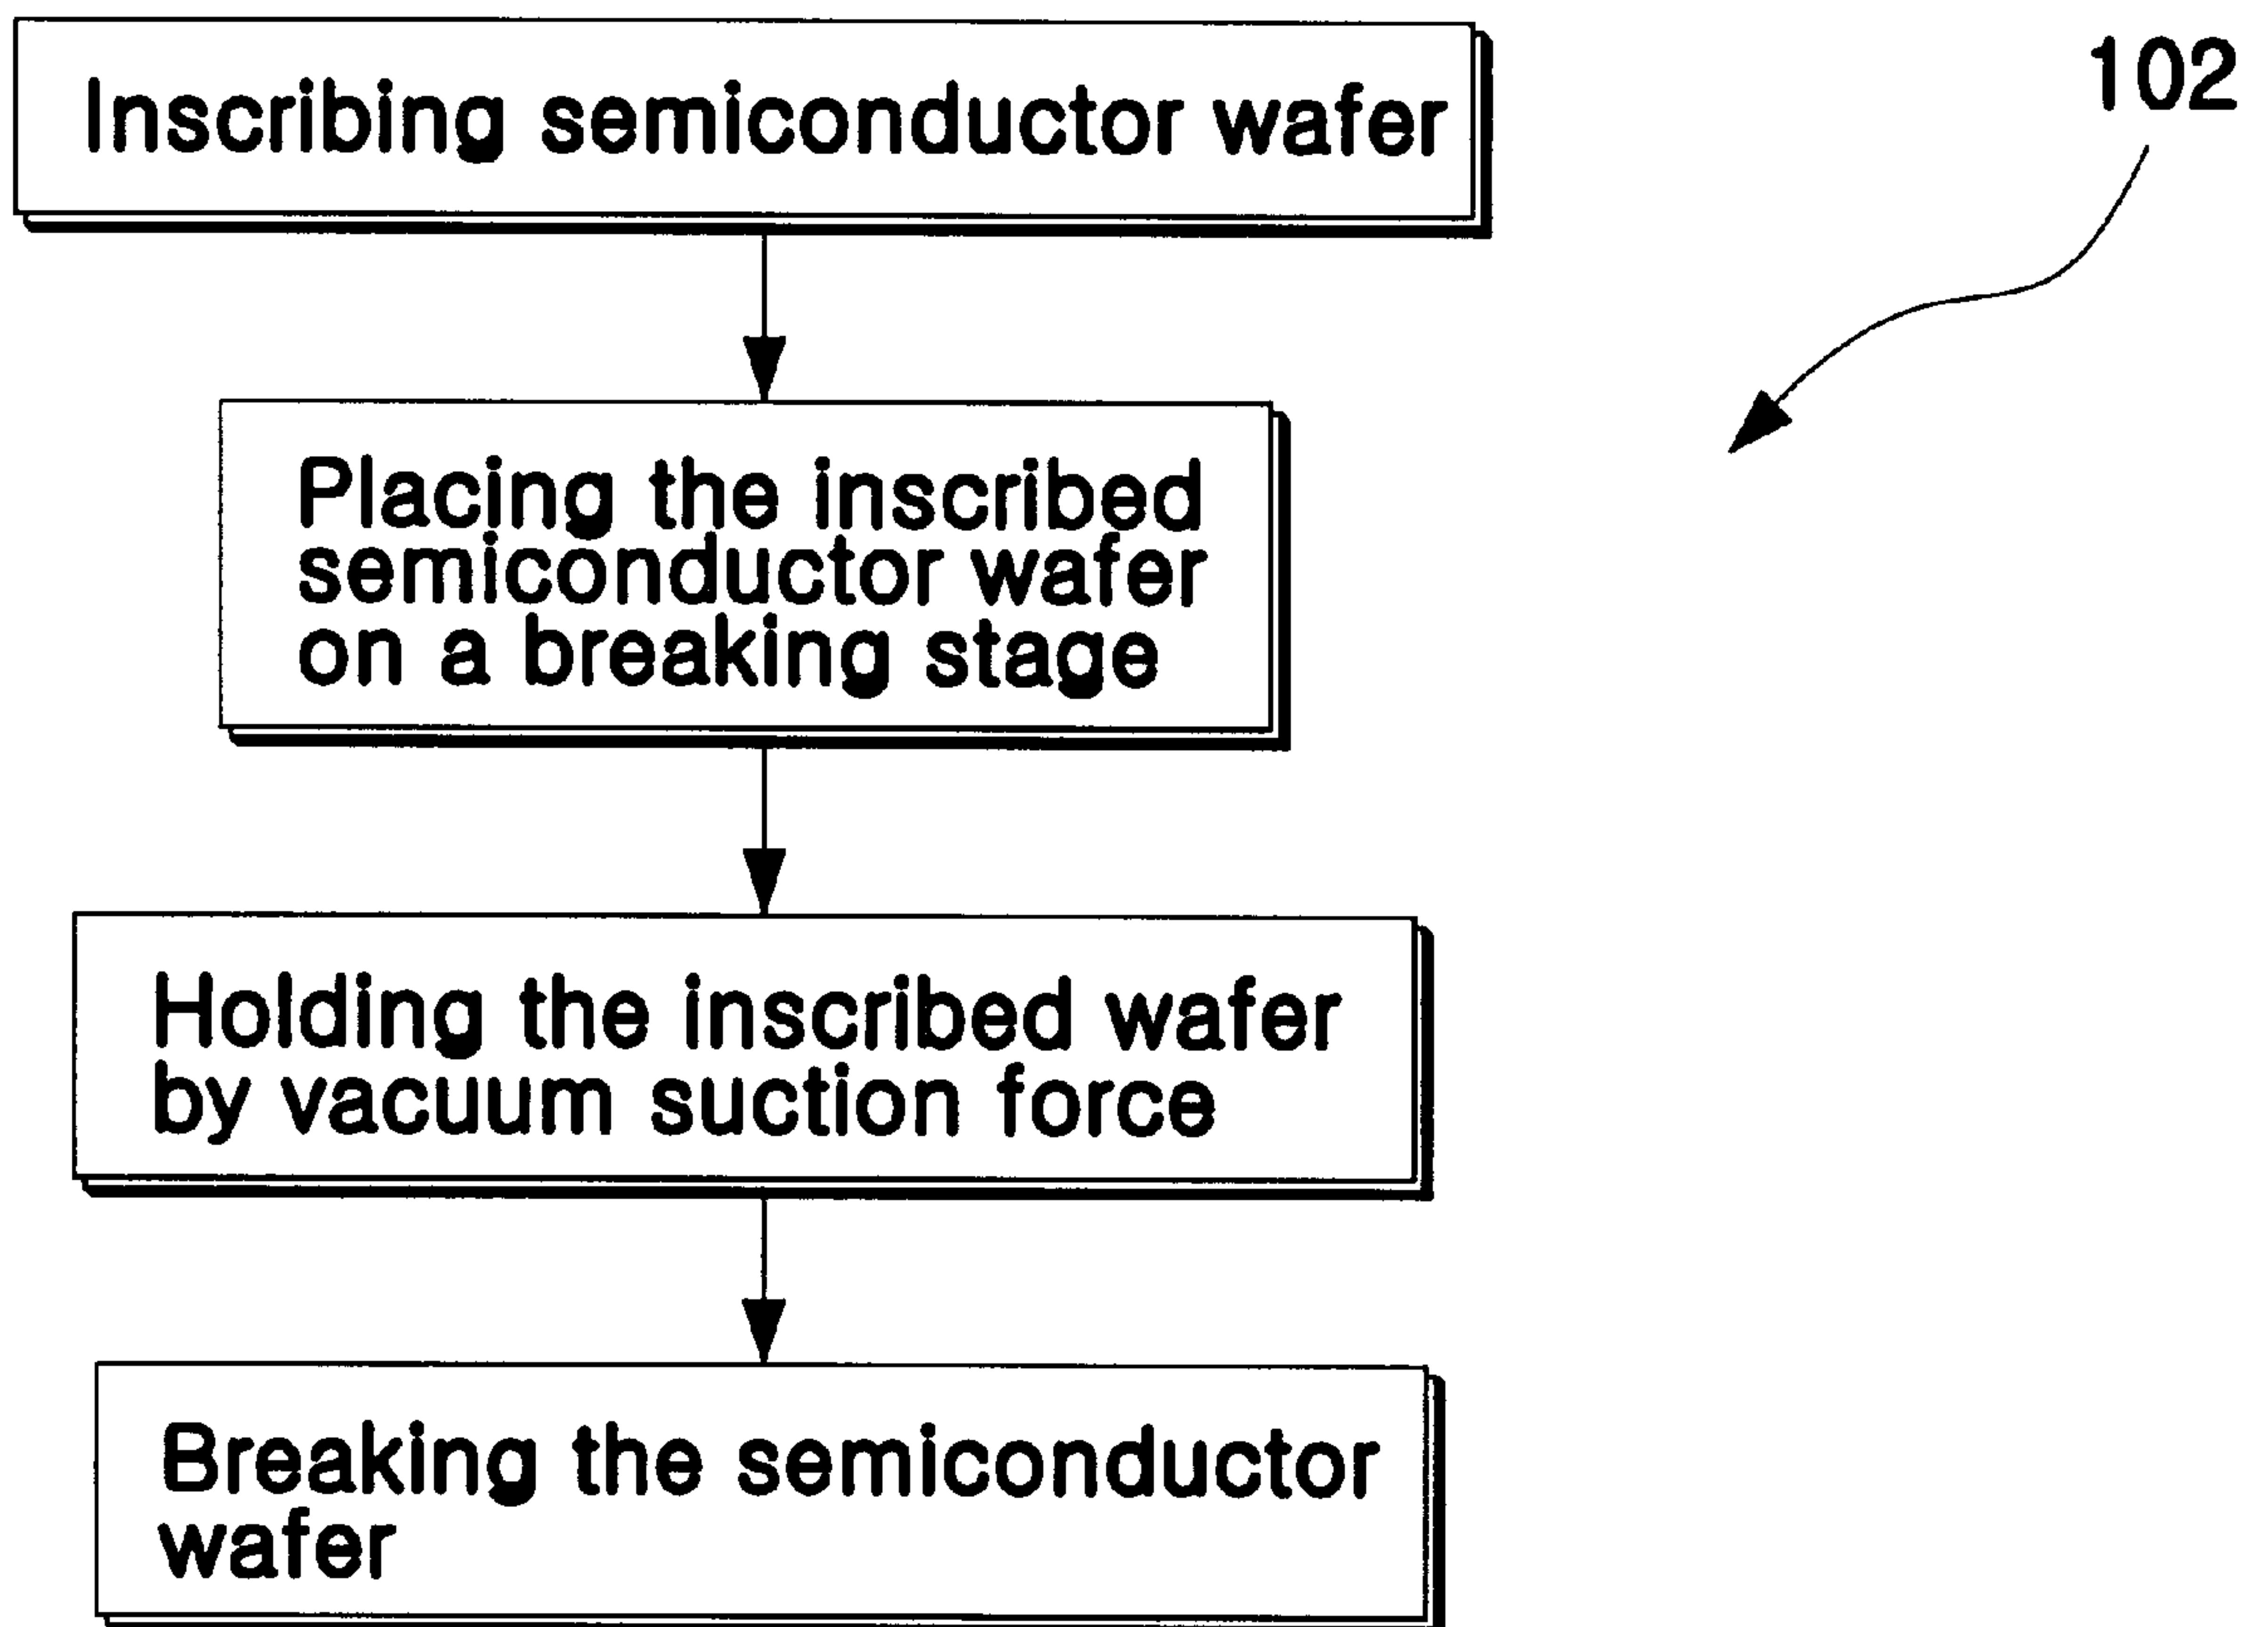 Inscribing semiconductor wafer
102
Placing the inscribed
semiconductor wafer
on a breaking stage
Holding the inscribed wafer
by vacuum suction force
Breaking the semiconductor
wafer